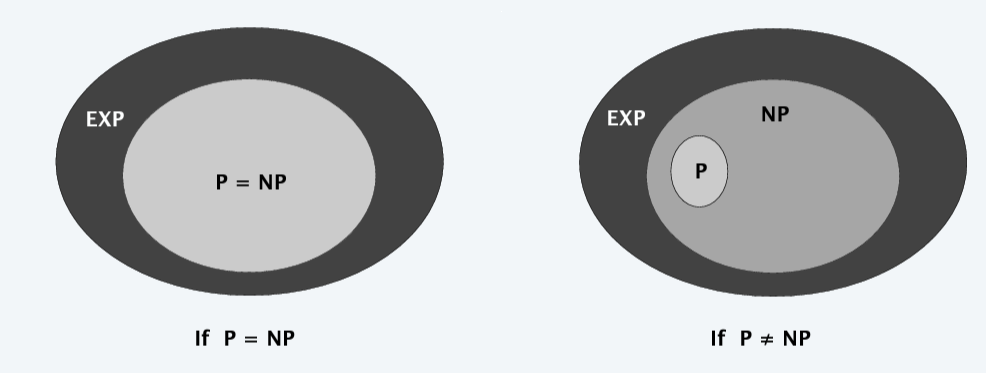 EXP
P = NP
If P = NP
EXP
NP
P
If P ≠ NP